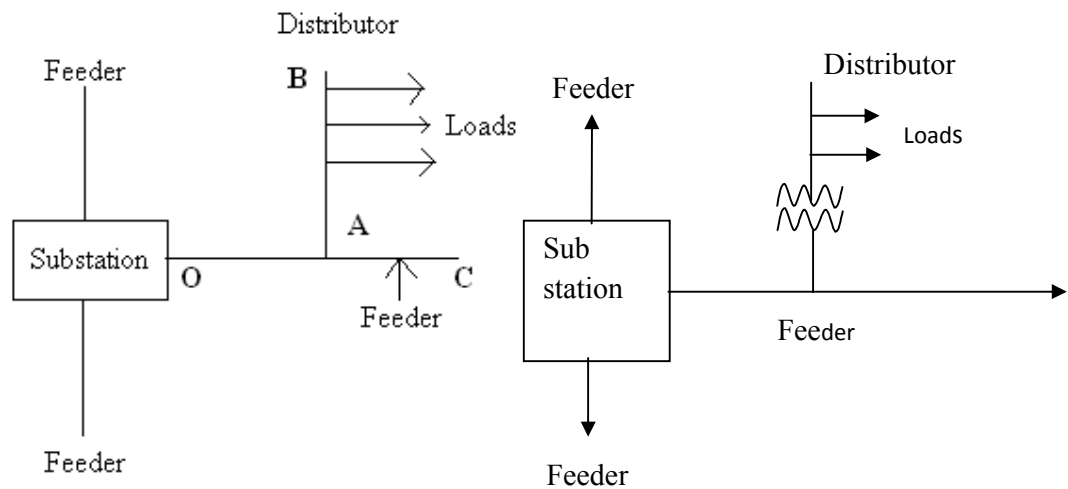 Distributor
Feeder
B
Loads
A
Substation
O
C
Feeder
Feeder
Distributor
Feeder
Loads
Sub
station
Feeder
Feeder